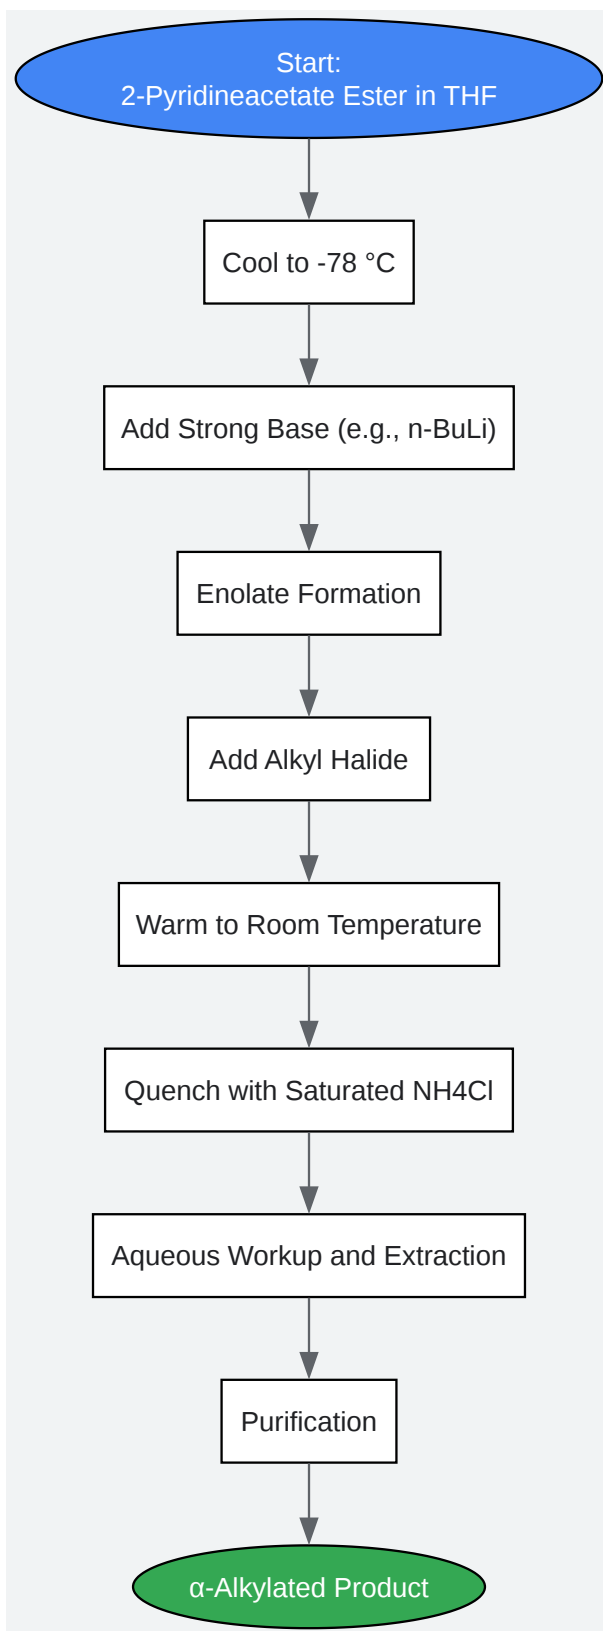 Start:
2-Pyridineacetate Ester in THF
Cool to -78 °C
Add Strong Base (e.g., n-BuLi)
Enolate Formation
Add Alkyl Halide
Warm to Room Temperature
Quench with Saturated NH4Cl
Aqueous Workup and Extraction
Purification
α-Alkylated Product